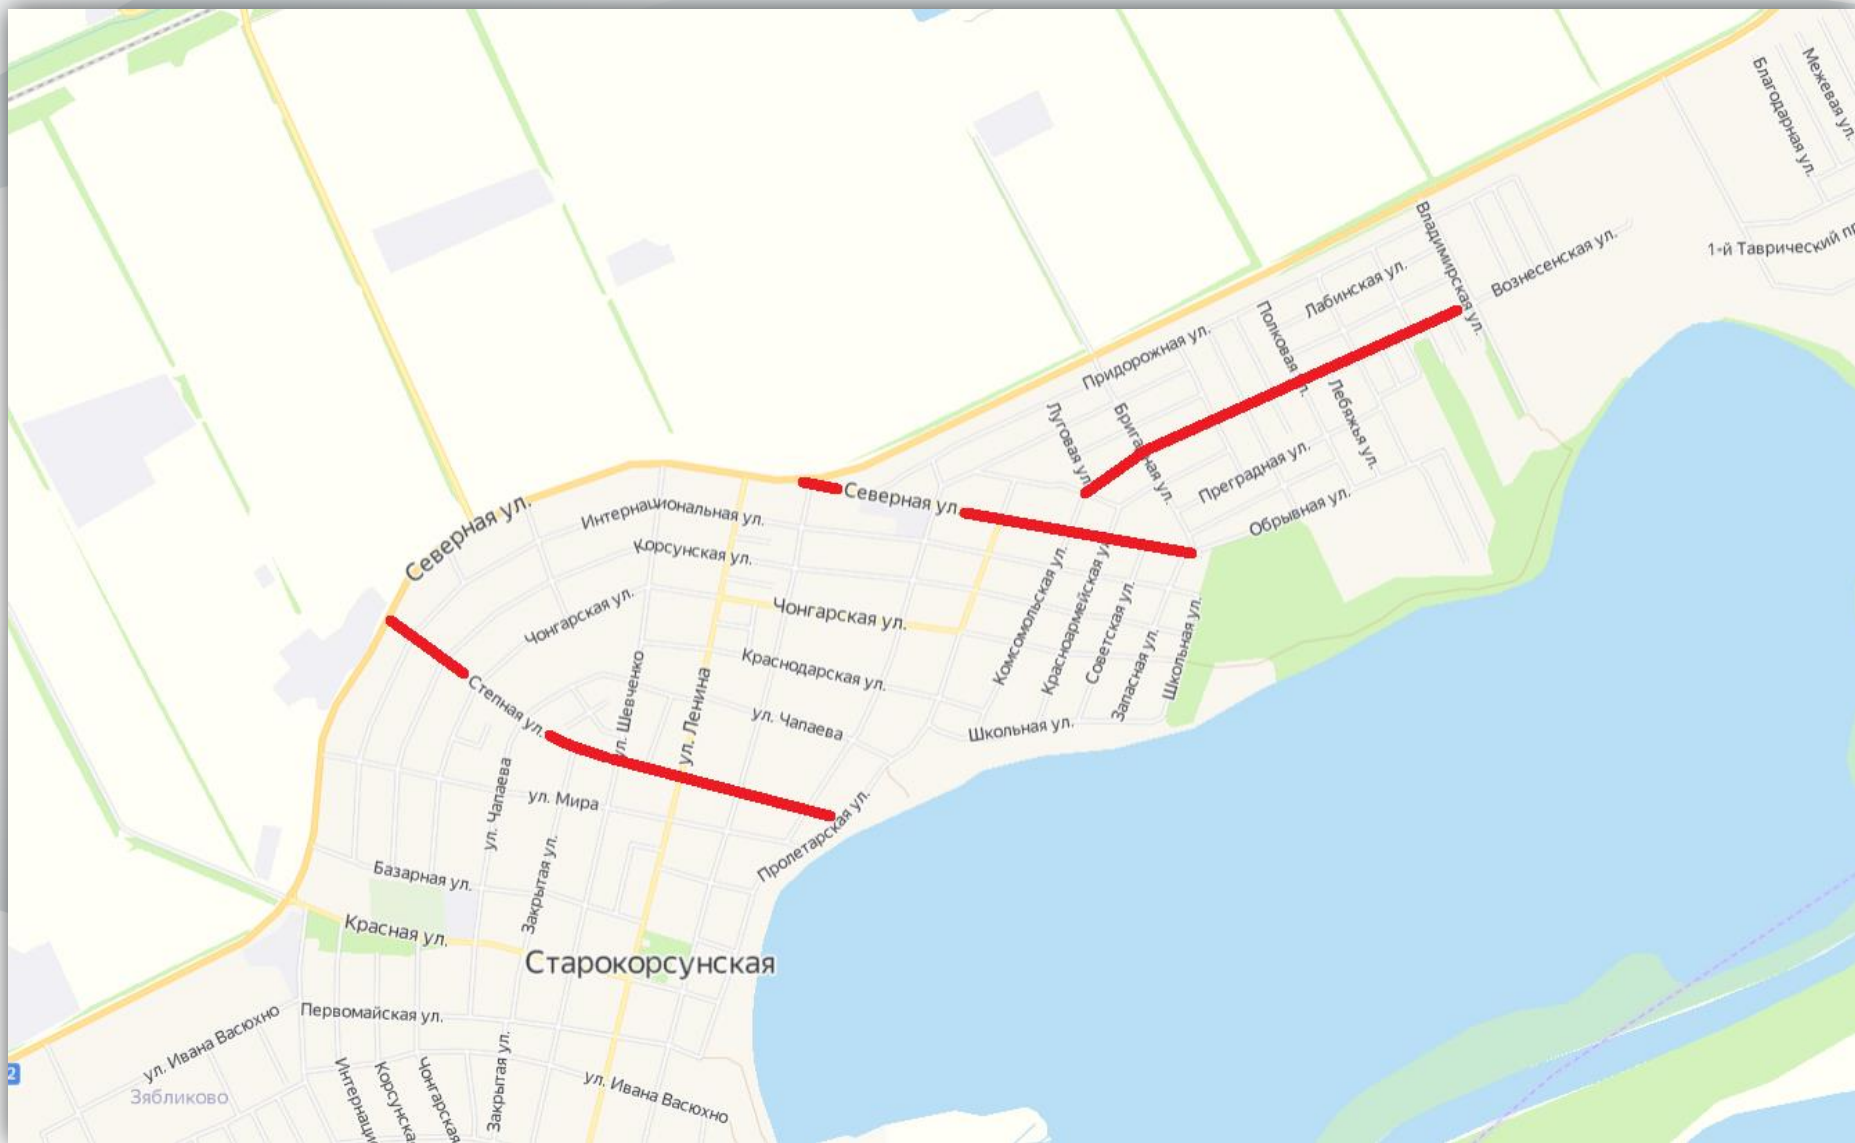 Межевая ул.
Благодарная ул.
Владимирская ул.
Вознесенская ул.
1-й Таврический
Лабинская ул.
Полковая
Придорожная ул.
Лебяжья ул.
Луговая ул.
Преградная ул.
Обрывная ул.
Северная ул.
Северная ул.
Интернациональная ул.
Корсунская ул.
Чонгарская ул.
Чонгарская ул.
Комсомольская ул.
Красноармейская
Советская ул.
Запасная ул.
Школьная ул.
Краснодарская ул.
ул. Шевченко
ул. Ленина
Степная ул.
ул. Чапаева
Школьная ул.
ул. Чапаева
ул. Мира
Пролетарская ул.
Закрытая ул.
Базарная ул.
Красная ул.
Старокорсунская
Первомайская ул.
ул. Ивана Васюхно
Закрытая ул.
ул. Ивана Васюхно
Зябликово
Чонгарская
2